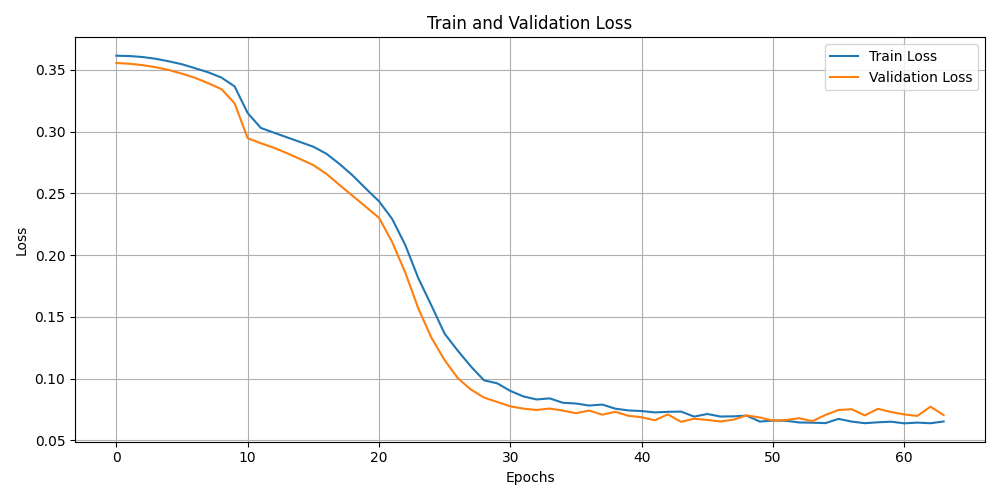 Train and Validation Loss
Train Loss
Validation Loss
0.35
0.30
0.25
0.20
0.15
0.10
0.05
Loss
0 10 20 30 40 50 60
Epochs